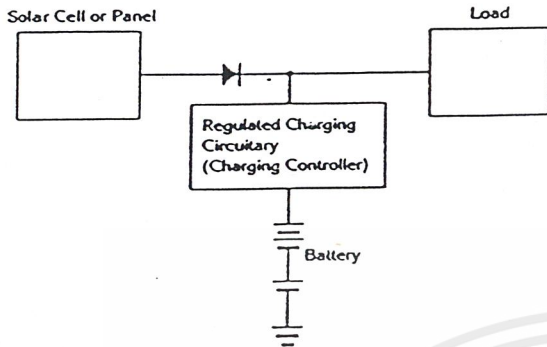 Solar Cell or Panel
Load
Regulated Charging
Circuitary
(Charging Controller)
Battery